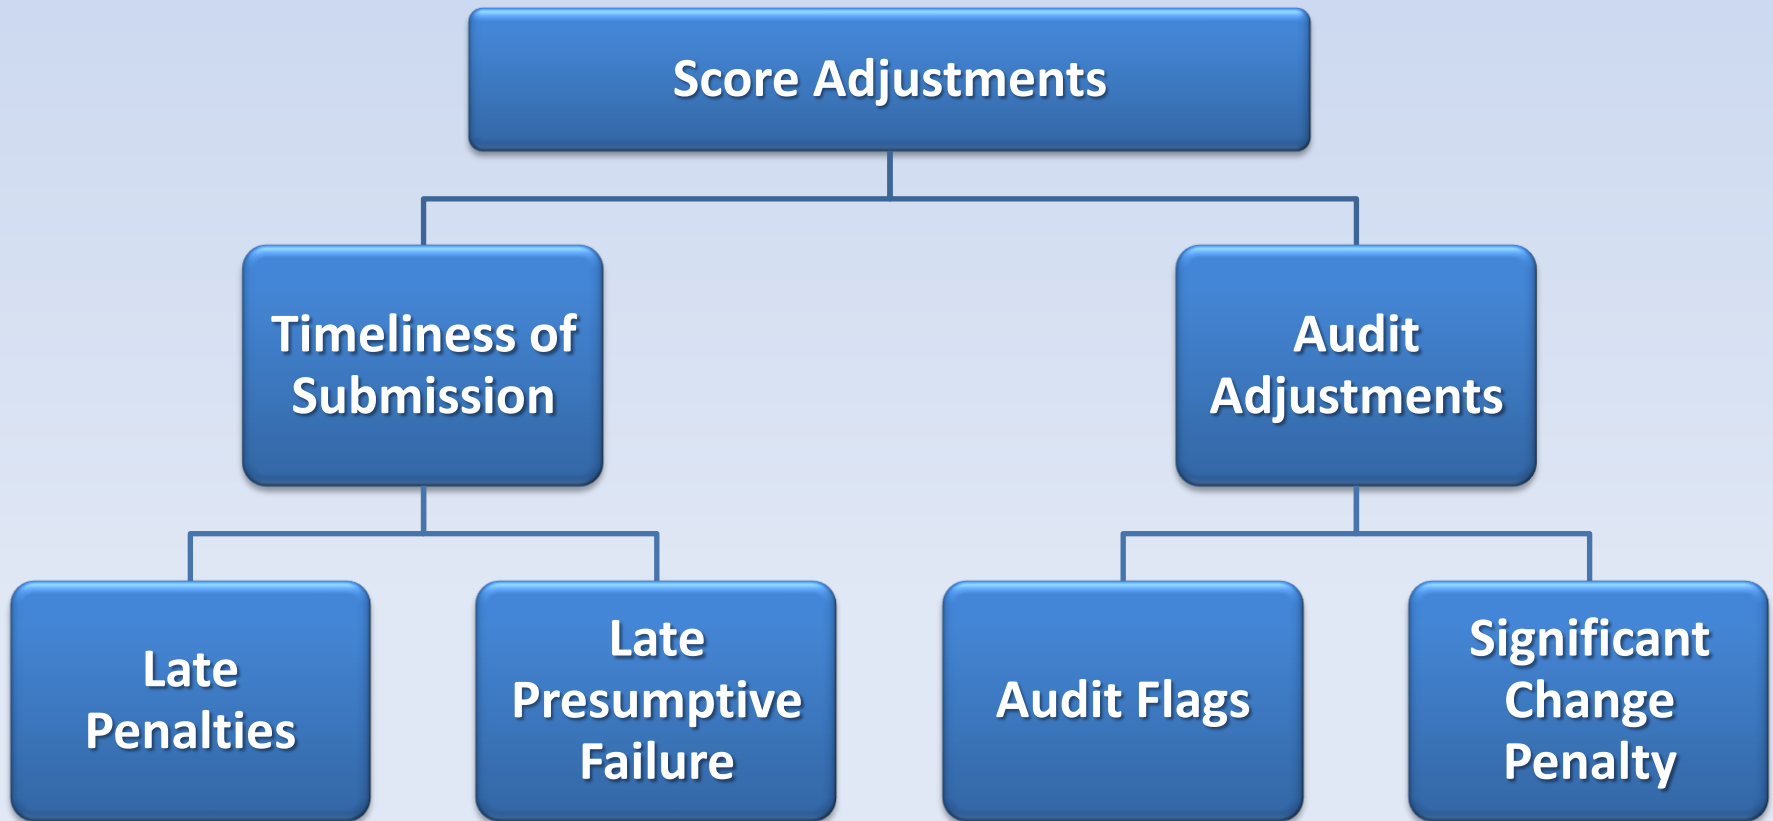 Score Adjustments
Timeliness of
Submission
Audit
Adjustments
Late
Penalties
Late
Presumptive
Failure
Audit Flags
Significant
Change
Penalty